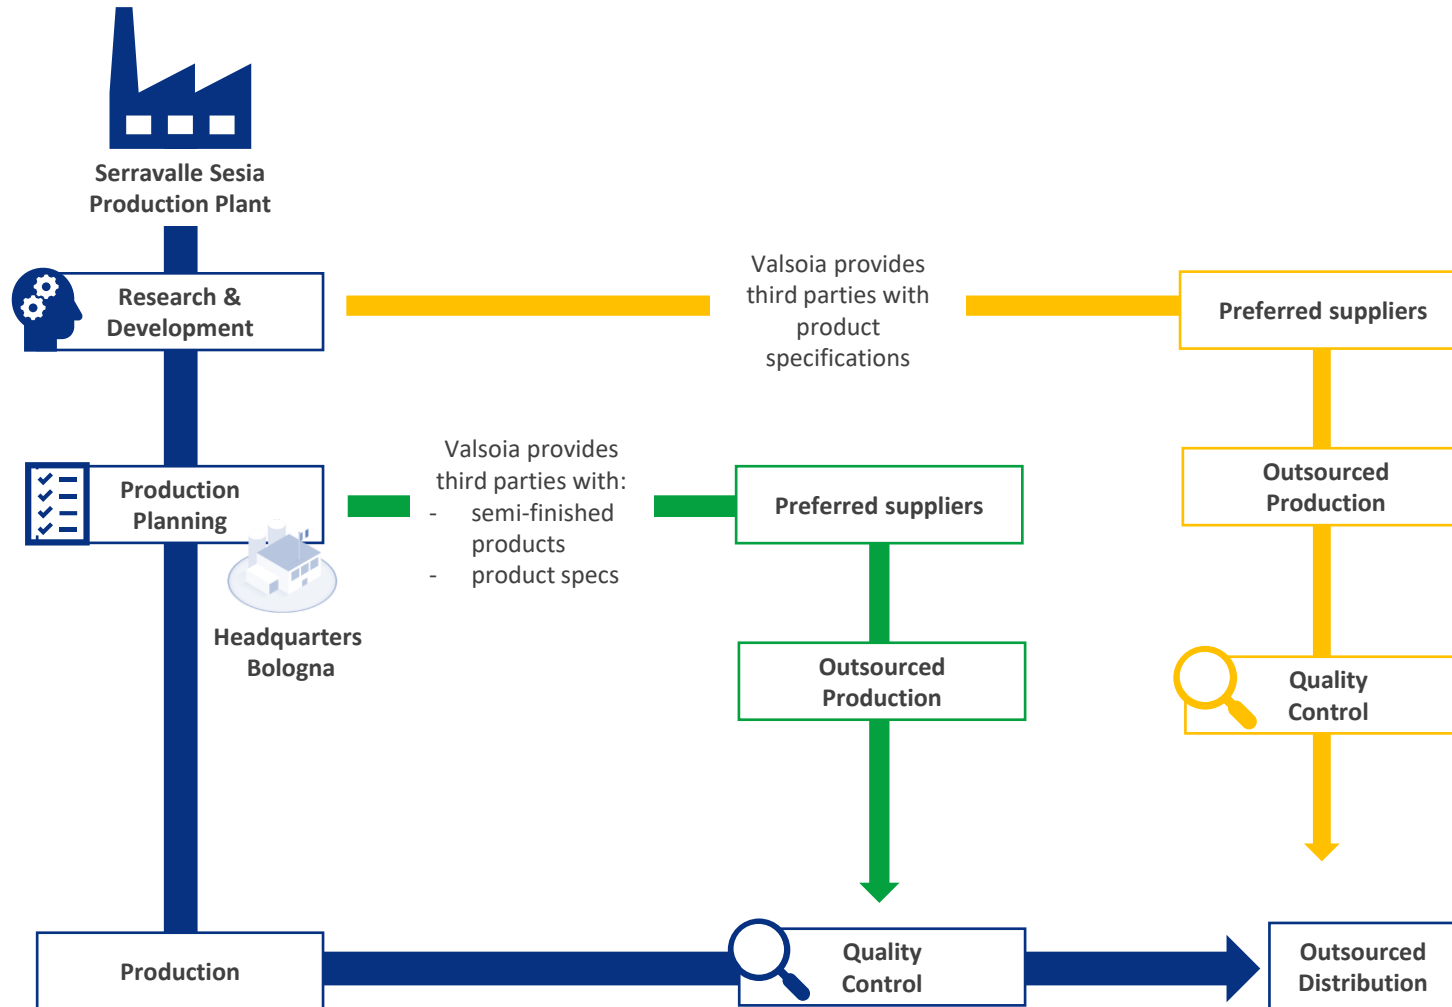 Serravalle Sesia
Production Plant
Research &
Development
Valsoia provides
third parties with
product
specifications
Preferred suppliers
Production
Planning
Headquarters
Bologna
Valsoia provides
third parties with:
- semi-finished
products
- product specs
Preferred suppliers
Outsourced
Production
Outsourced
Production
Quality
Control
Production
Quality
Control
Outsourced
Distribution